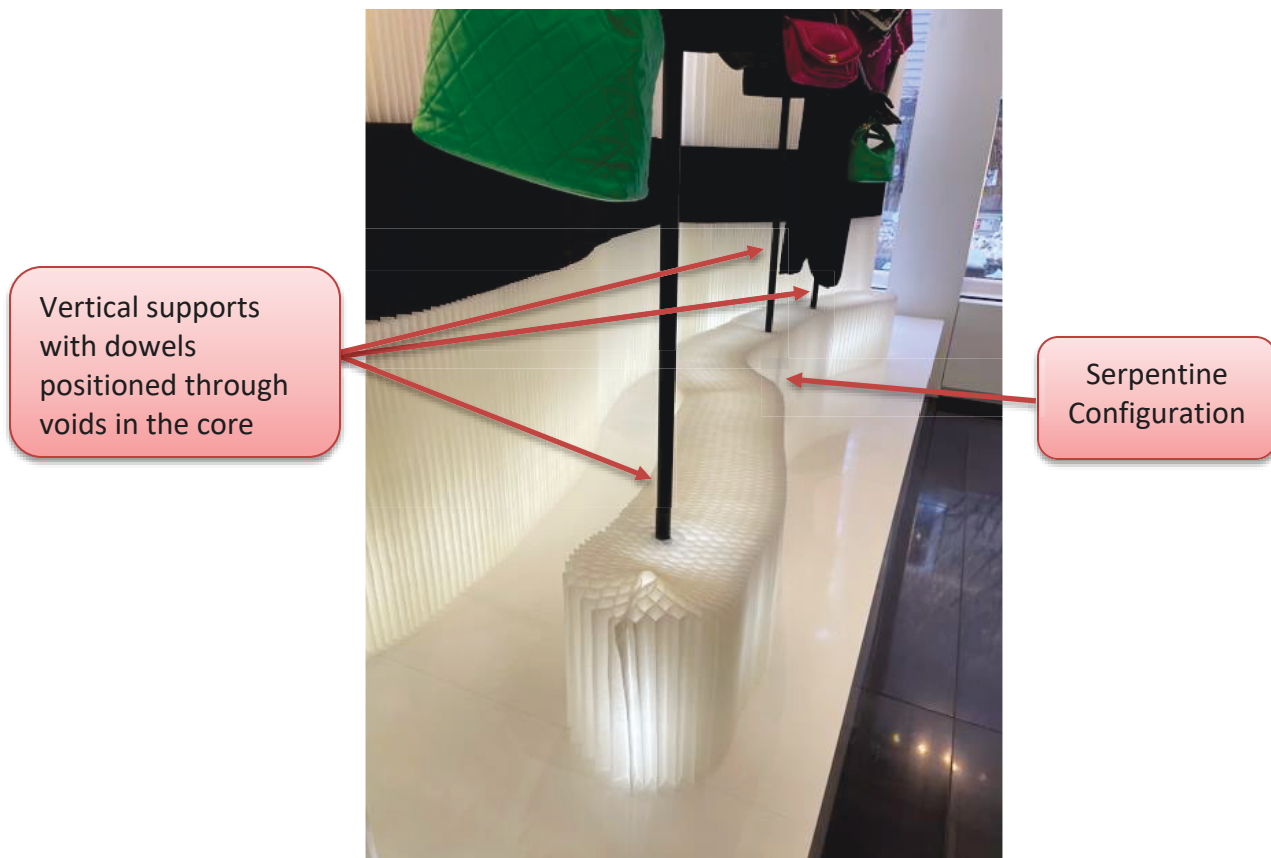 Vertical supports
with dowels
positioned through
voids in the core
Serpentine
Configuration